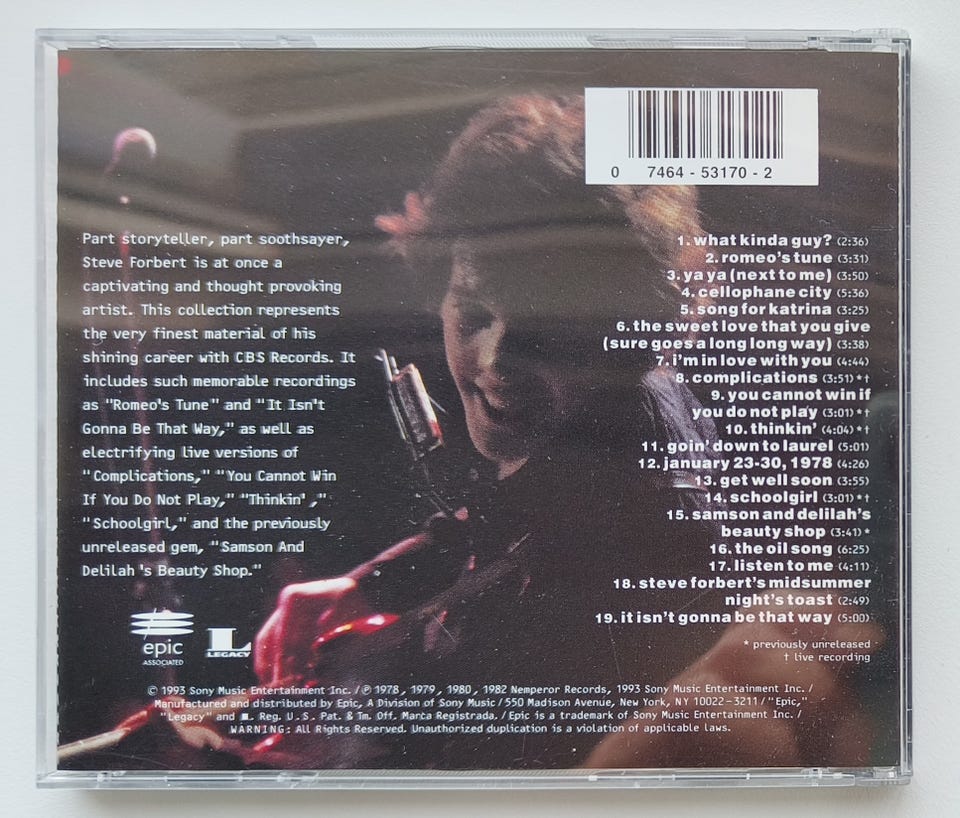 0 7464 - 53170 - 2
Part storyteller, part soothsayer,
Steve Forbert is at once a
captivating and thought provoking
artist. This collection represents
the very finest material of his
shining career with CBS Records. It
includes such memorable recordings
as "Romeo's Tune" and "It Isn't
Gonna Be That Way," as well as
electrifying live versions of
"Complications," "You Cannot Win
If You Do Not Play," "Thinkin',"
"Schoolgirl," and the previously
unreleased gem, "Samson And
Delilah's Beauty Shop."
1. what kinda guy? (2:36)
2. romeo's tune (3:31)
3. ya ya (next to me) (3:50)
4. cellophane city (5:36)
5. song for katrina (3:25)
6. the sweet love that you give
(sure goes a long long way) (3:38)
7. i'm in love with you (4:44)
8. complications (3:51) *†
9. you cannot win if
you do not play (3:01) *†
10. thinkin' (4:04) *†
11. goin' down to laurel (5:01)
12. january 23-30, 1978 (4:26)
13. get well soon (3:55)
14. schoolgirl (3:01) *†
15. samson and delilah's
beauty shop (3:41) *
16. the oil song (6:25)
17. listen to me (4:11)
18. steve forbert's midsummer
night's toast (2:49)
19. it isn't gonna be that way (5:00)
* previously unreleased
† live recording
epic
ASSOCIATED
L
LEGACY
© 1993 Sony Music Entertainment Inc. / ℗ 1978, 1979, 1980, 1982 Nemperor Records, 1993 Sony Music Entertainment Inc. /
Manufactured and distributed by Epic, A Division of Sony Music / 550 Madison Avenue, New York, NY 10022-3211 / "Epic,"
"Legacy" and L Reg. U.S. Pat. & Tm. Off. Marca Registrada. / Epic is a trademark of Sony Music Entertainment Inc. /
WARNING: All Rights Reserved. Unauthorized duplication is a violation of applicable laws.